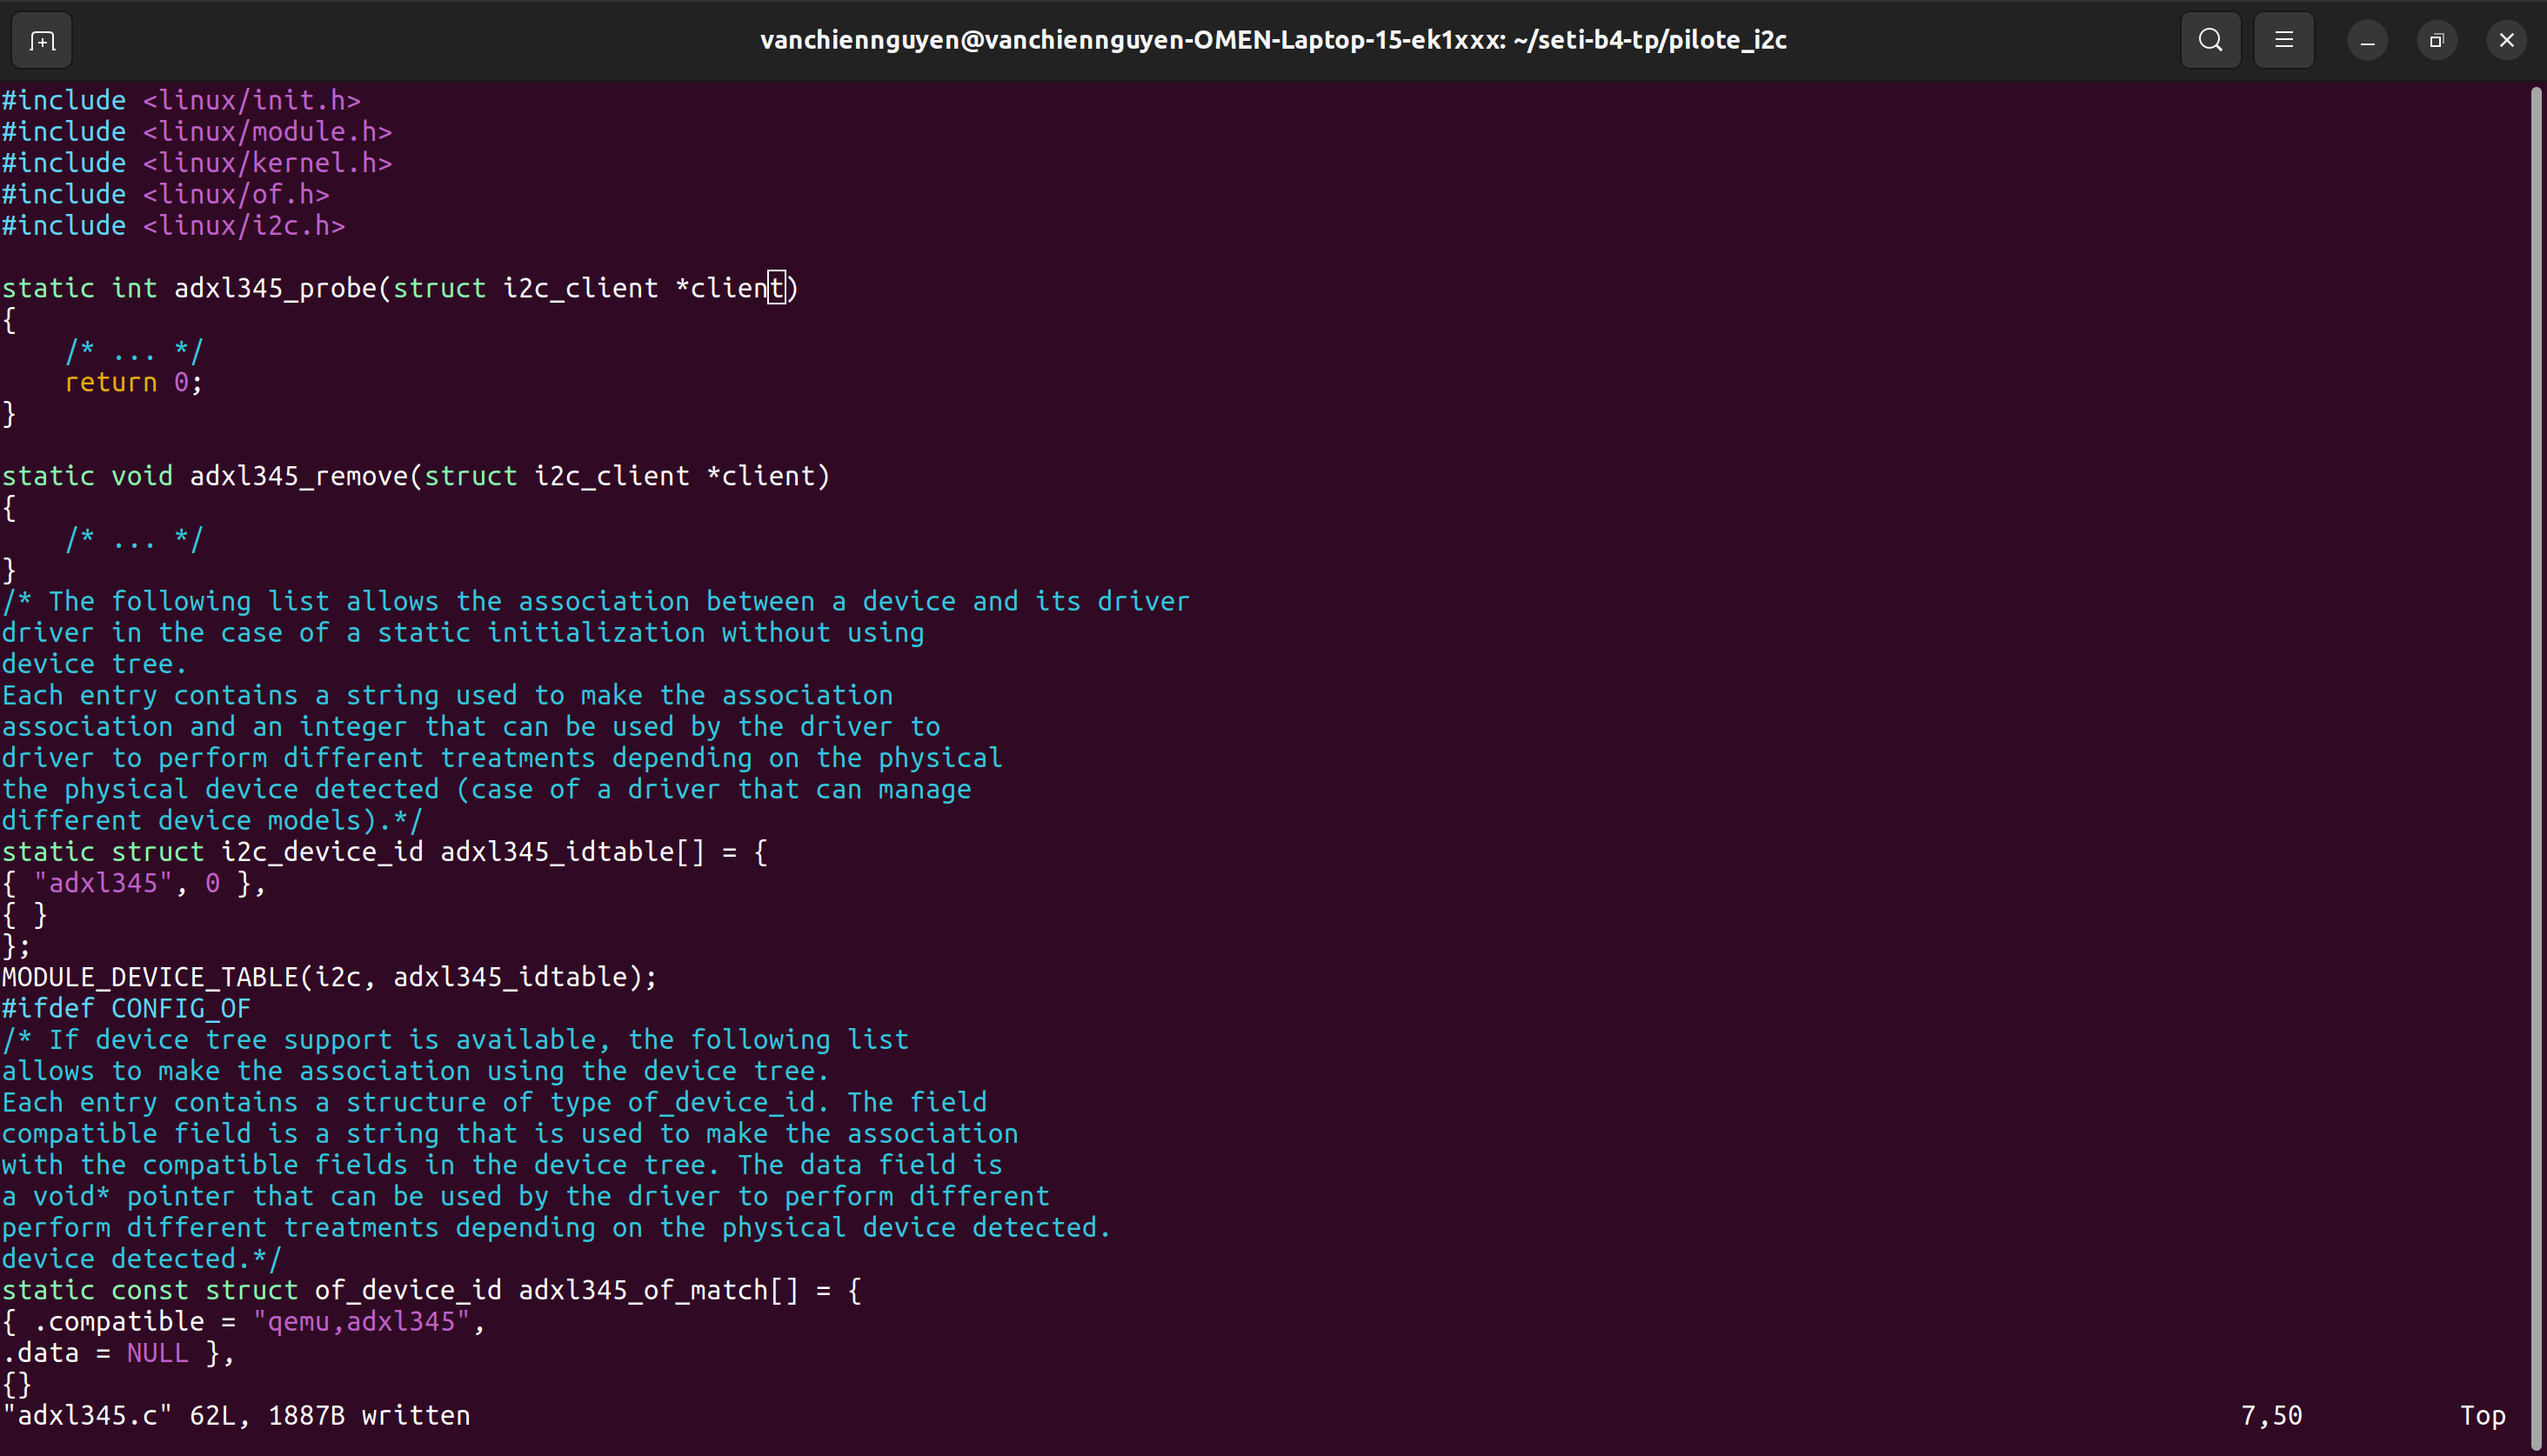 vanchiennguyen@vanchiennguyen-OMEN-Laptop-15-ek1xxx: ~/seti-b4-tp/pilote_i2c
#include <linux/init.h>
#include <linux/module.h>
#include <linux/kernel.h>
#include <linux/of.h>
#include <linux/i2c.h>
static int adxl345_probe(struct i2c_client *client)
{
    /* ... */
    return 0;
}
static void adxl345_remove(struct i2c_client *client)
{
    /* ... */
}
/* The following list allows the association between a device and its driver
driver in the case of a static initialization without using
device tree.
Each entry contains a string used to make the association
association and an integer that can be used by the driver to
driver to perform different treatments depending on the physical
the physical device detected (case of a driver that can manage
different device models).*/
static struct i2c_device_id adxl345_idtable[] = {
{ "adxl345", 0 },
{ }
};
MODULE_DEVICE_TABLE(i2c, adxl345_idtable);
#ifdef CONFIG_OF
/* If device tree support is available, the following list
allows to make the association using the device tree.
Each entry contains a structure of type of_device_id. The field
compatible field is a string that is used to make the association
with the compatible fields in the device tree. The data field is
a void* pointer that can be used by the driver to perform different
perform different treatments depending on the physical device detected.
device detected.*/
static const struct of_device_id adxl345_of_match[] = {
{ .compatible = "qemu,adxl345",
.data = NULL },
{}
"adxl345.c" 62L, 1887B written 7,50 Top